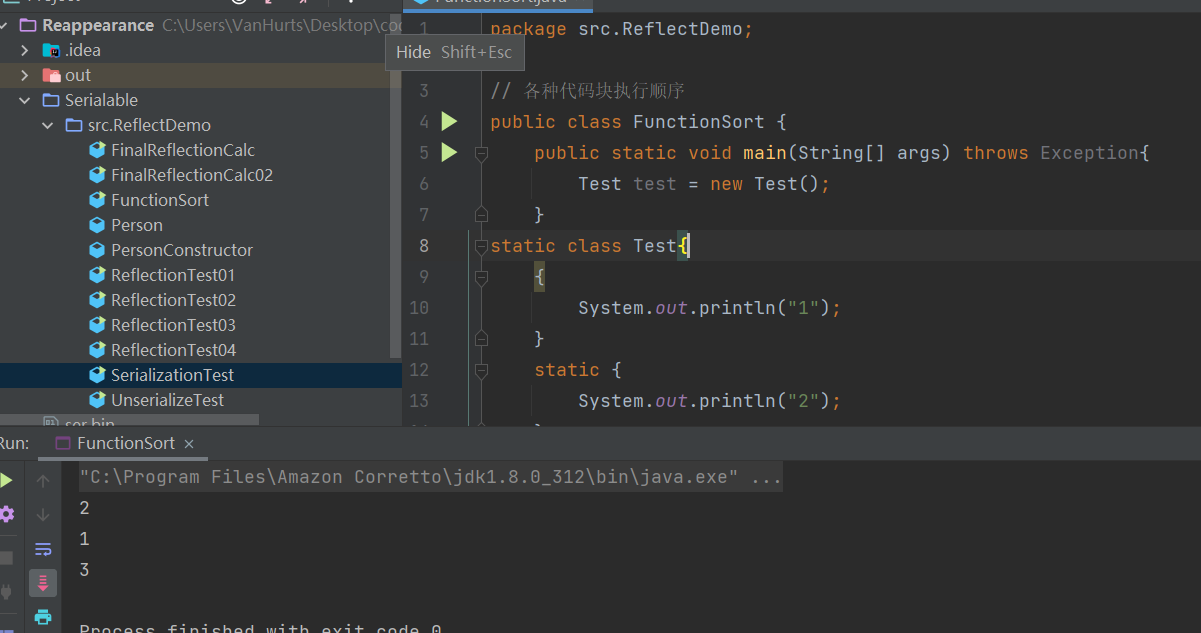 Reappearance C:\Users\VanHurts\Desktop\co
.idea
out
Serialable
src.ReflectDemo
FinalReflectionCalc
FinalReflectionCalc02
FunctionSort
Person
PersonConstructor
ReflectionTest01
ReflectionTest02
ReflectionTest03
ReflectionTest04
SerializationTest
UnserializeTest
ser.bin
FunctionSort.java
Hide Shift+Esc
1 package src.ReflectDemo;
3 // 各种代码块执行顺序
4 public class FunctionSort {
5 public static void main(String[] args) throws Exception{
6 Test test = new Test();
7 }
8 static class Test{
9 {
10 System.out.println("1");
11 }
12 static {
13 System.out.println("2");
Run: FunctionSort ×
"C:\Program Files\Amazon Corretto\jdk1.8.0_312\bin\java.exe" ...
2
1
3
Process finished with exit code 0